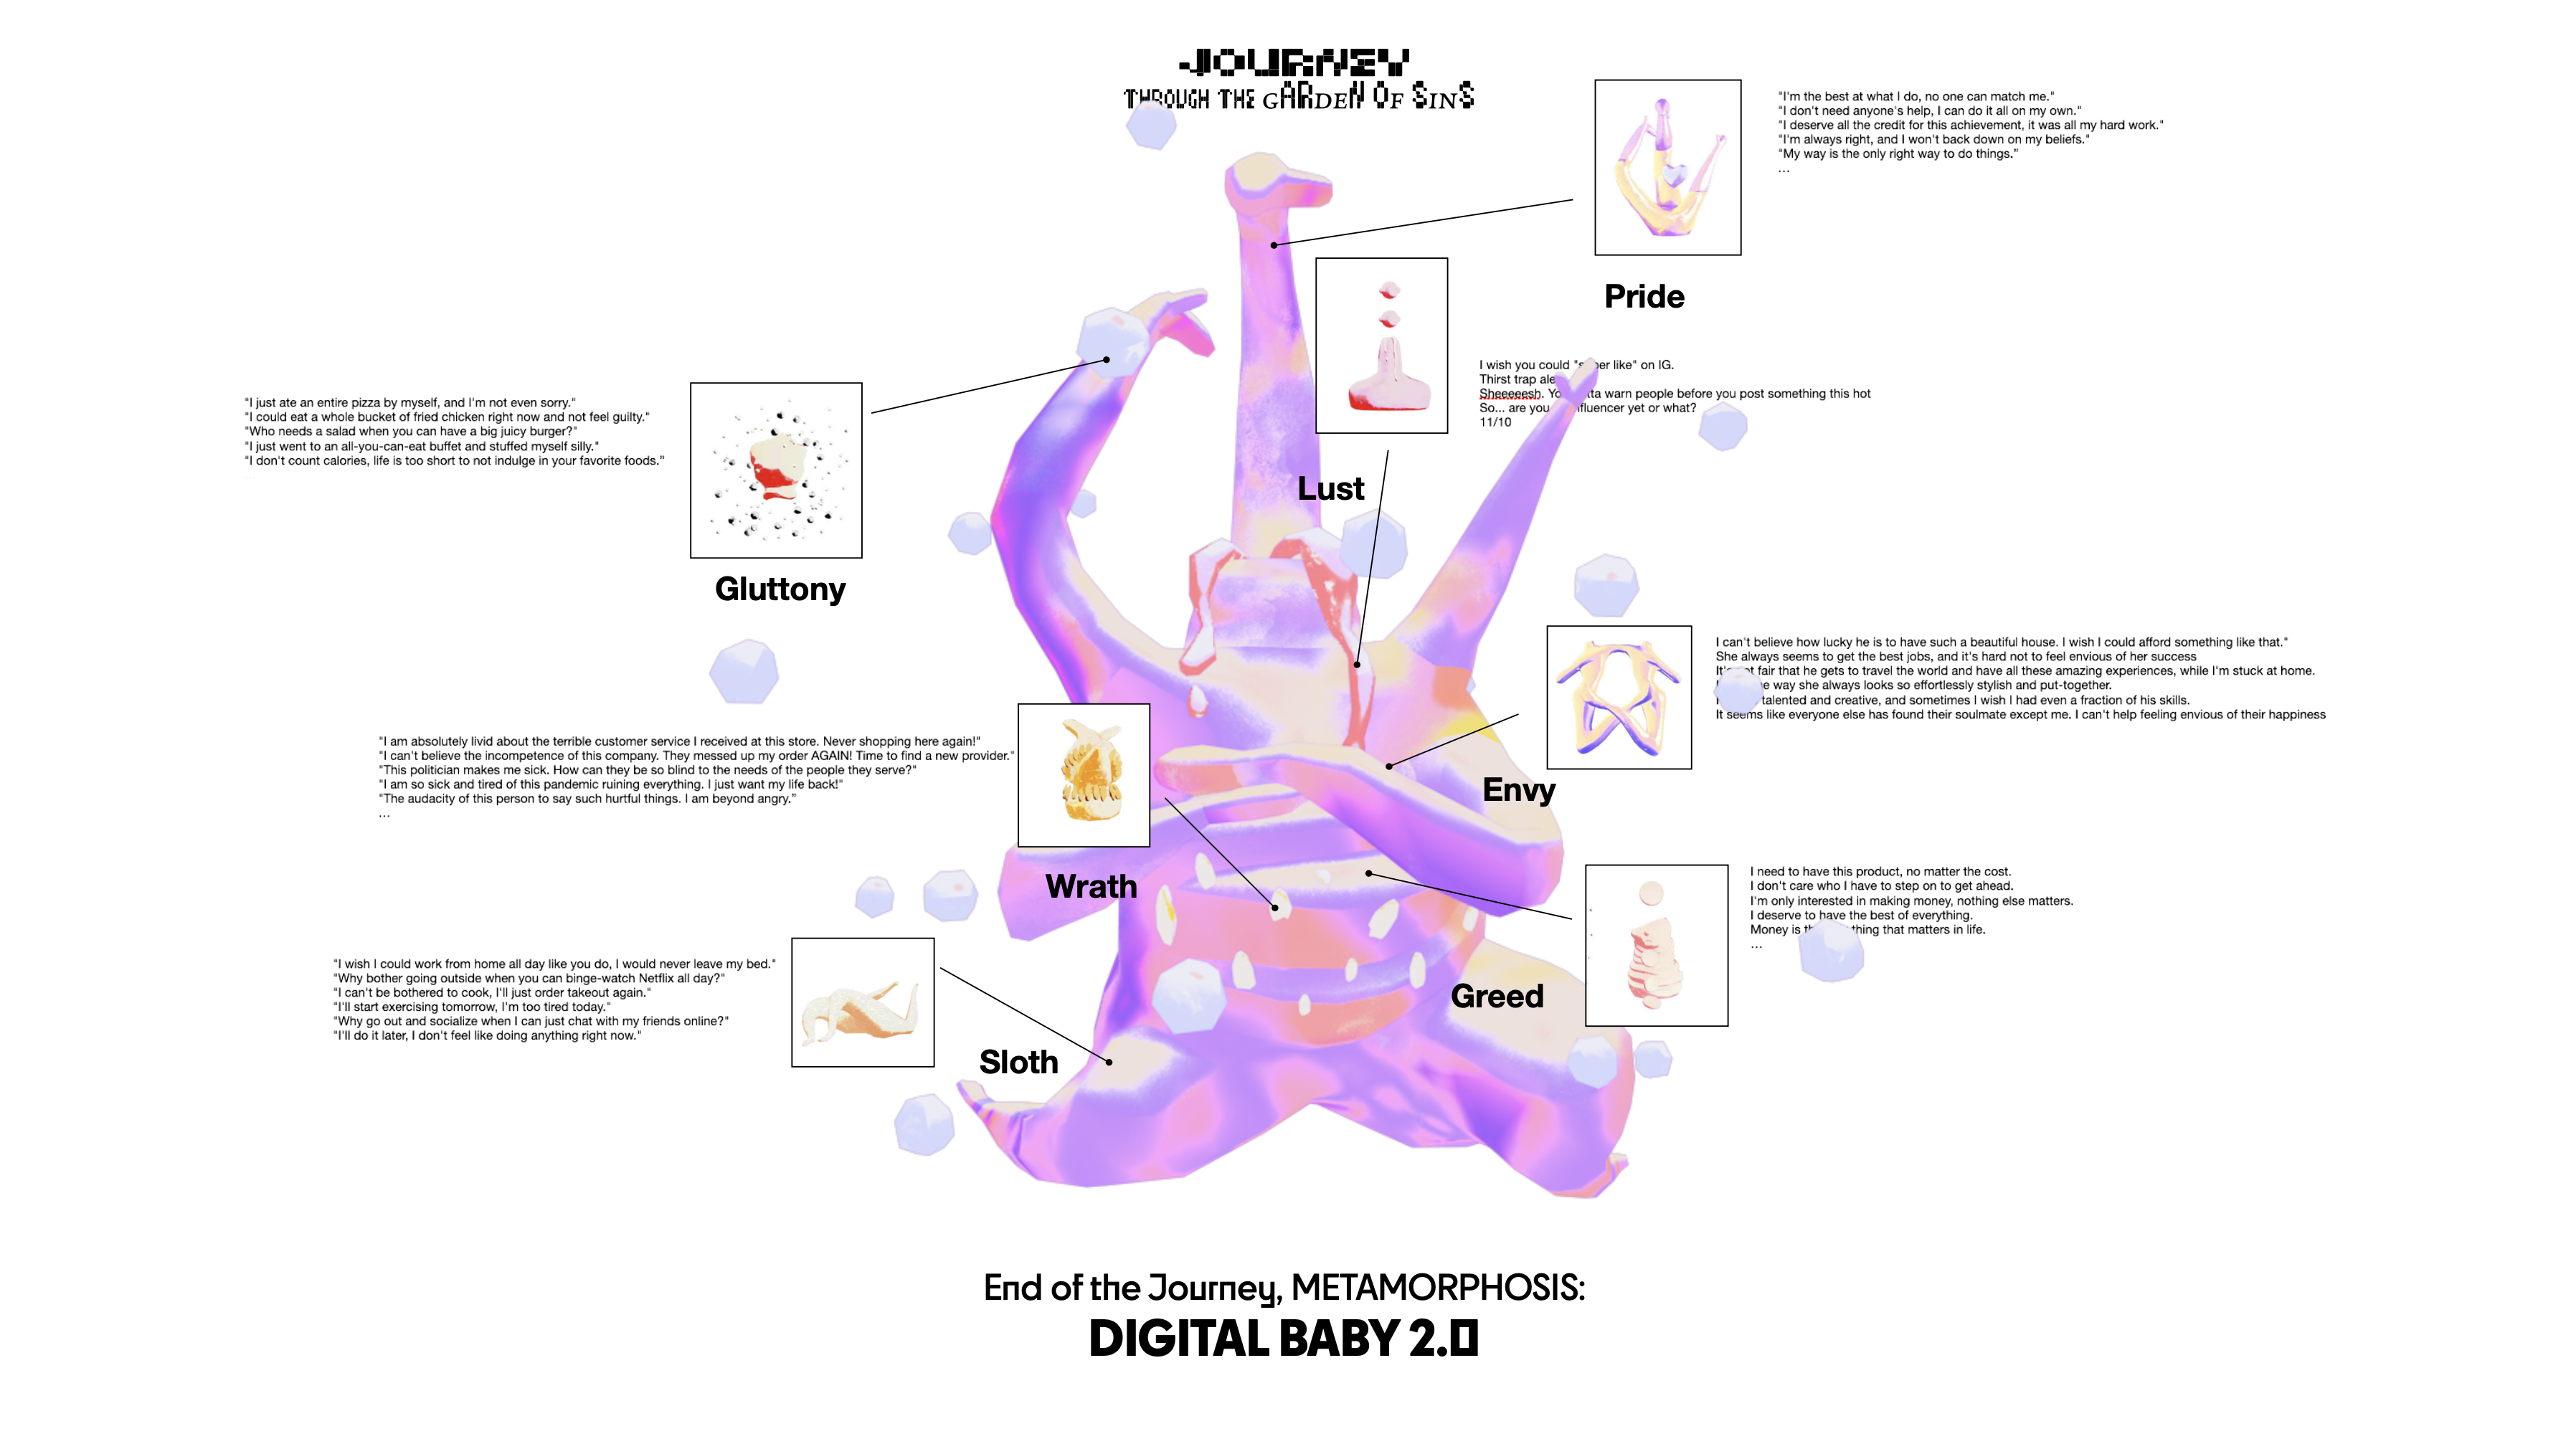 JOURNEY
THROUGH THE GARDEN OF SINS
"I'm the best at what I do, no one can match me."
"I don't need anyone's help, I can do it all on my own."
"I deserve all the credit for this achievement, it was all my hard work."
"I'm always right, and I won't back down on my beliefs."
"My way is the only right way to do things."
...
Pride
I wish you could "s er like" on IG.
Thirst trap ale
Sheeeeesh. Yo ta warn people before you post something this hot
So... are you fluencer yet or what?
11/10
Lust
"I just ate an entire pizza by myself, and I'm not even sorry."
"I could eat a whole bucket of fried chicken right now and not feel guilty."
"Who needs a salad when you can have a big juicy burger?"
"I just went to an all-you-can-eat buffet and stuffed myself silly."
"I don't count calories, life is too short to not indulge in your favorite foods."
Gluttony
I can't believe how lucky he is to have such a beautiful house. I wish I could afford something like that."
She always seems to get the best jobs, and it's hard not to feel envious of her success
It's not fair that he gets to travel the world and have all these amazing experiences, while I'm stuck at home.
way she always looks so effortlessly stylish and put-together.
talented and creative, and sometimes I wish I had even a fraction of his skills.
It seems like everyone else has found their soulmate except me. I can't help feeling envious of their happiness
Envy
"I am absolutely livid about the terrible customer service I received at this store. Never shopping here again!"
"I can't believe the incompetence of this company. They messed up my order AGAIN! Time to find a new provider."
"This politician makes me sick. How can they be so blind to the needs of the people they serve?"
"I am so sick and tired of this pandemic ruining everything. I just want my life back!"
"The audacity of this person to say such hurtful things. I am beyond angry."
...
Wrath
I need to have this product, no matter the cost.
I don't care who I have to step on to get ahead.
I'm only interested in making money, nothing else matters.
I deserve to have the best of everything.
Money is thing that matters in life.
...
Greed
"I wish I could work from home all day like you do, I would never leave my bed."
"Why bother going outside when you can binge-watch Netflix all day?"
"I can't be bothered to cook, I'll just order takeout again."
"I'll start exercising tomorrow, I'm too tired today."
"Why go out and socialize when I can just chat with my friends online?"
"I'll do it later, I don't feel like doing anything right now."
Sloth
End of the Journey, METAMORPHOSIS:
DIGITAL BABY 2.0